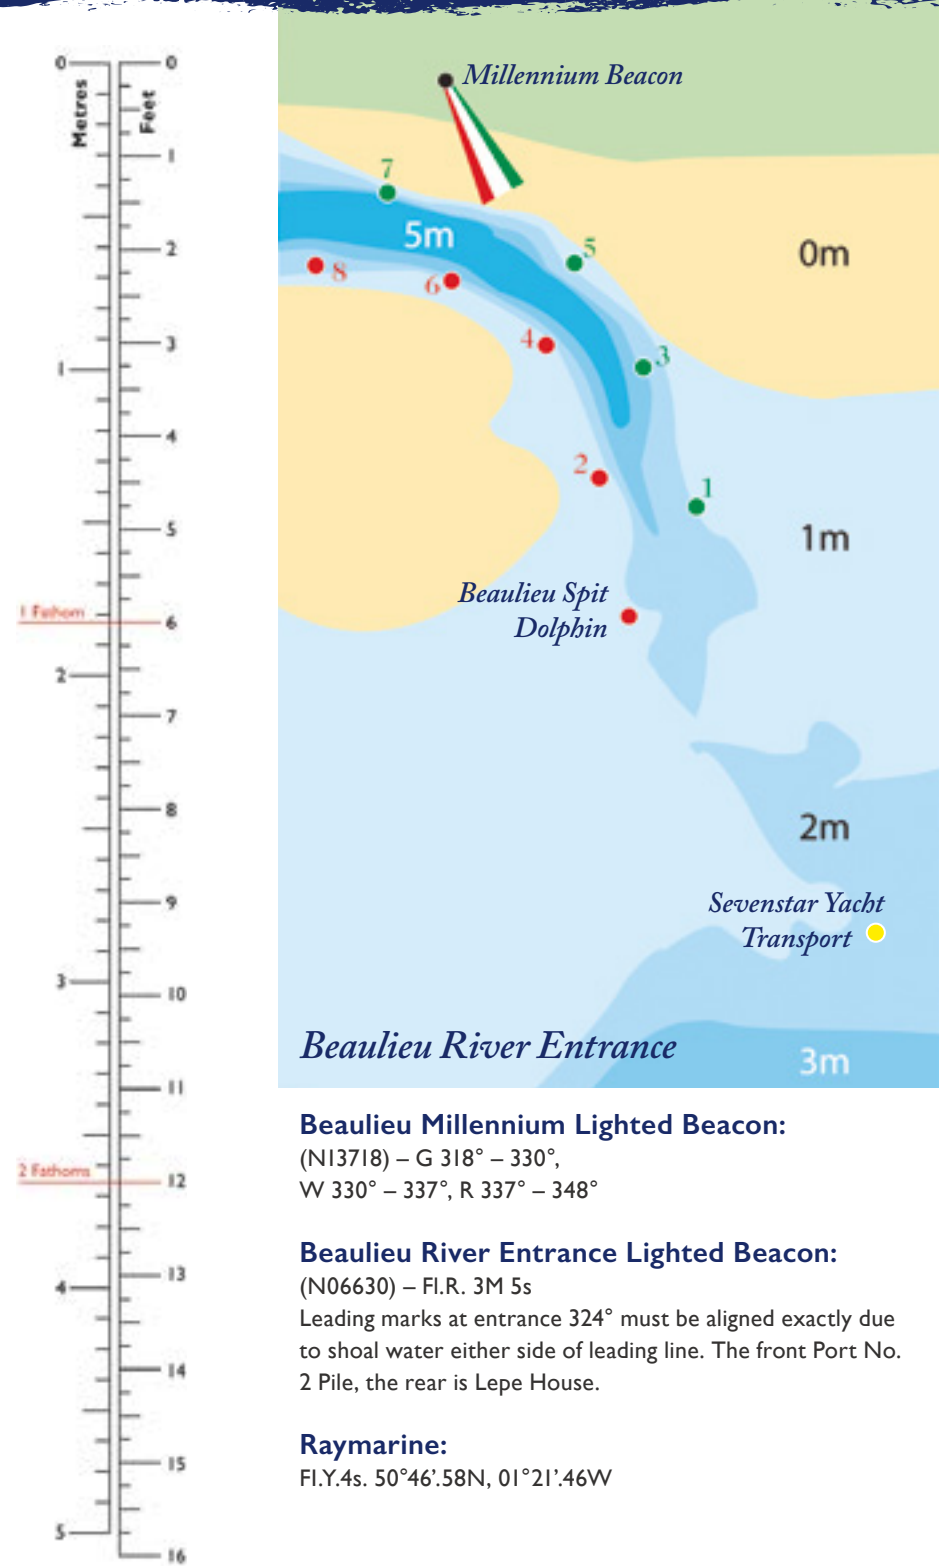 Metres
Feet
0
0
1
2
3
1
4
5
1 Fathom
6
2
7
8
9
3
10
11
2 Fathoms
12
4
13
14
15
5
16
Millennium Beacon
7
5m
5
0m
8
6
4
3
2
1
1m
Beaulieu Spit
Dolphin
2m
Sevenstar Yacht
Transport
Beaulieu River Entrance
3m
Beaulieu Millennium Lighted Beacon:
(N13718) – G 318° – 330°,
W 330° – 337°, R 337° – 348°
Beaulieu River Entrance Lighted Beacon:
(N06630) – Fl.R. 3M 5s
Leading marks at entrance 324° must be aligned exactly due
to shoal water either side of leading line. The front Port No.
2 Pile, the rear is Lepe House.
Raymarine:
Fl.Y.4s. 50°46’.58N, 01°21’.46W